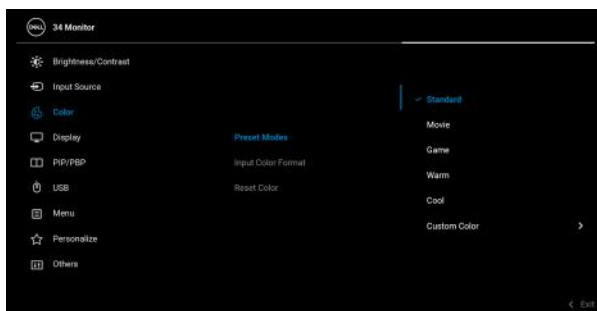 DELL 34 Monitor
Brightness/Contrast
Input Source
Color
Display
PIP/PBP
USB
Menu
Personalize
Others
Preset Modes
Input Color Format
Reset Color
Standard
Movie
Game
Warm
Cool
Custom Color
Exit